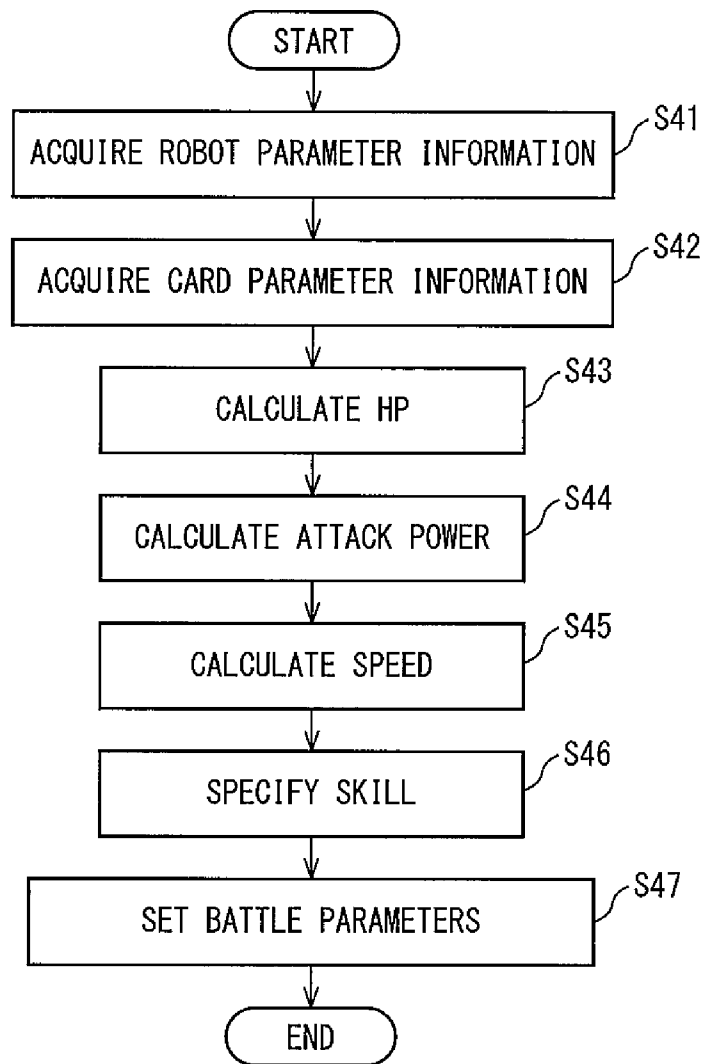 START
S41
ACQUIRE ROBOT PARAMETER INFORMATION
S42
ACQUIRE CARD PARAMETER INFORMATION
S43
CALCULATE HP
S44
CALCULATE ATTACK POWER
S45
CALCULATE SPEED
S46
SPECIFY SKILL
S47
SET BATTLE PARAMETERS
END